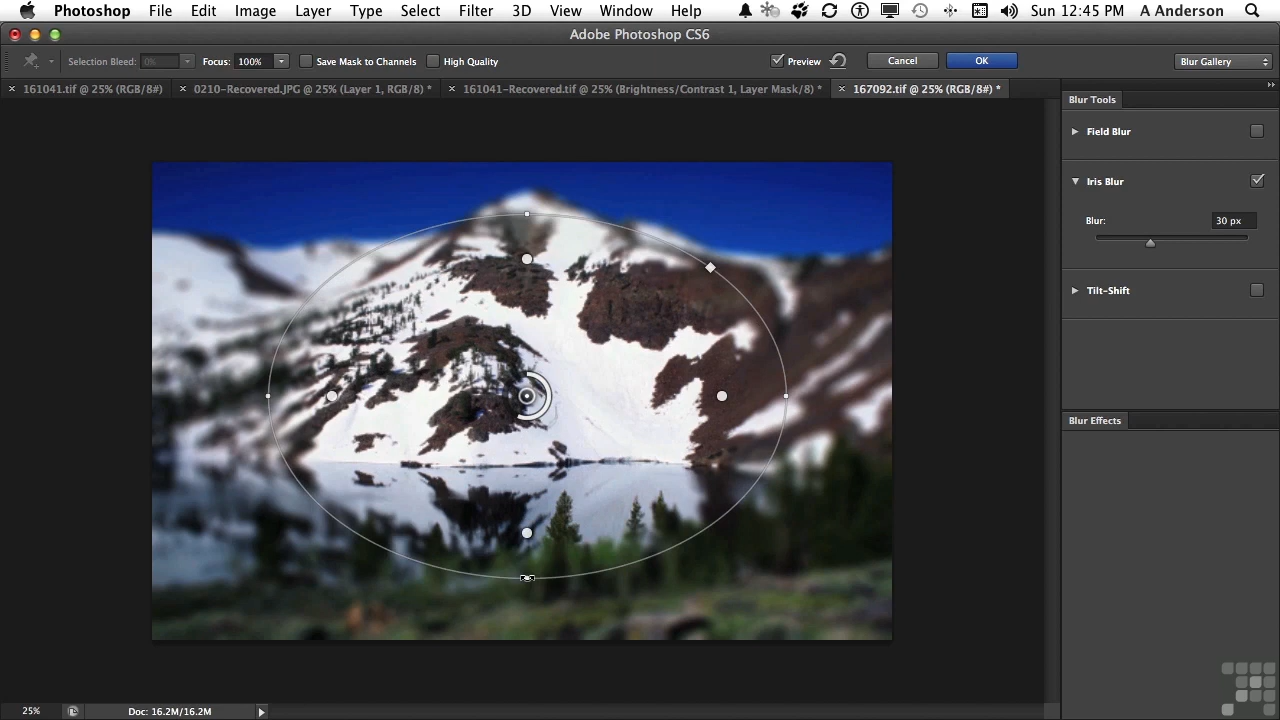 Photoshop File Edit Image Layer Type Select Filter 3D View Window Help Sun 12:45 PM A Anderson
Adobe Photoshop CS6
Selection Bleed: 0% Focus: 100% Save Mask to Channels High Quality Preview Cancel OK Blur Gallery
161041.tif @ 25% (RGB/8#) 0210-Recovered.JPG @ 25% (Layer 1, RGB/8) * 161041-Recovered.tif @ 25% (Brightness/Contrast 1, Layer Mask/8) * 167092.tif @ 25% (RGB/8#) *
Blur Tools
Field Blur
Iris Blur
Blur: 30 px
Tilt-Shift
Blur Effects
25% Doc: 16.2M/16.2M